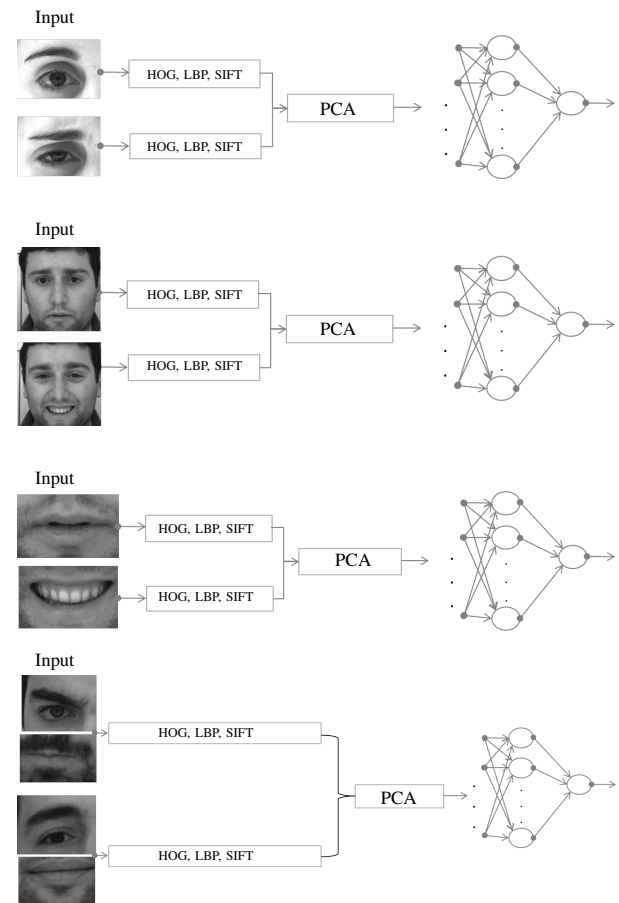 Input
HOG, LBP, SIFT
PCA
HOG, LBP, SIFT
Input
HOG, LBP, SIFT
PCA
HOG, LBP, SIFT
Input
HOG, LBP, SIFT
PCA
HOG, LBP, SIFT
Input
HOG, LBP, SIFT
PCA
HOG, LBP, SIFT